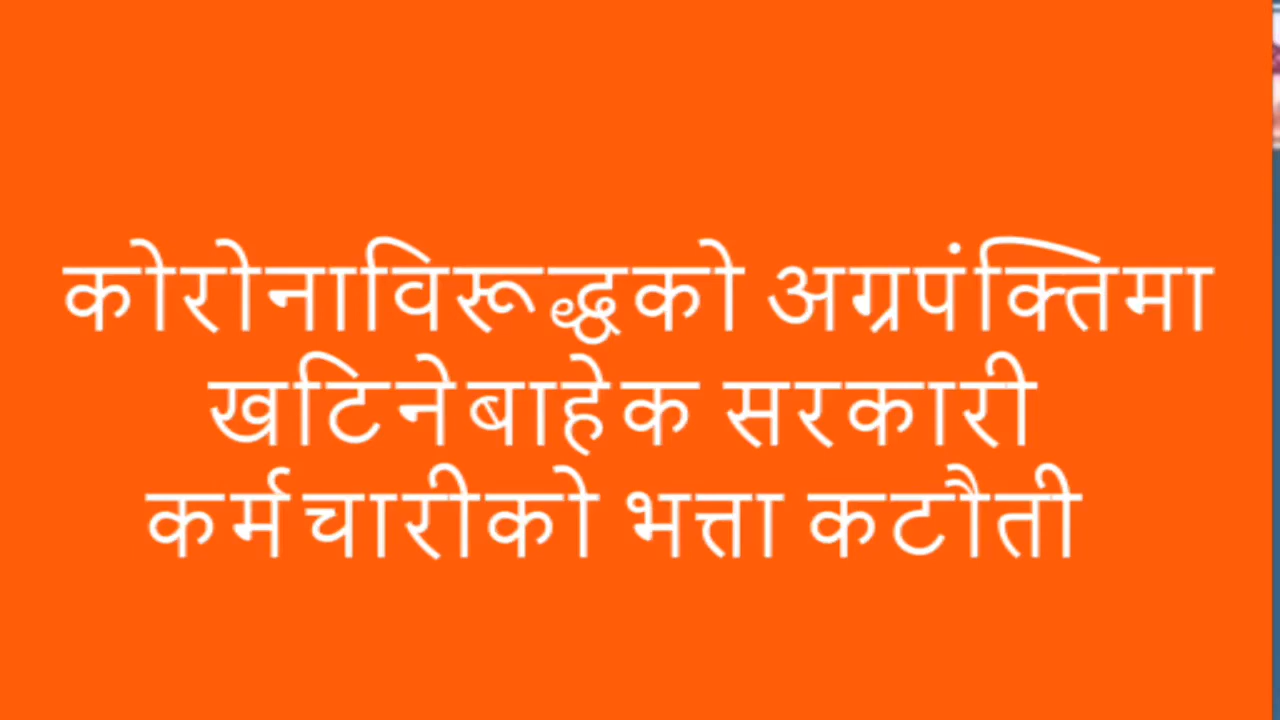 कोरोनाविरूद्धको अग्रपंक्तिमा
खटिनेबाहेक सरकारी
कर्मचारीको भत्ता कटौती